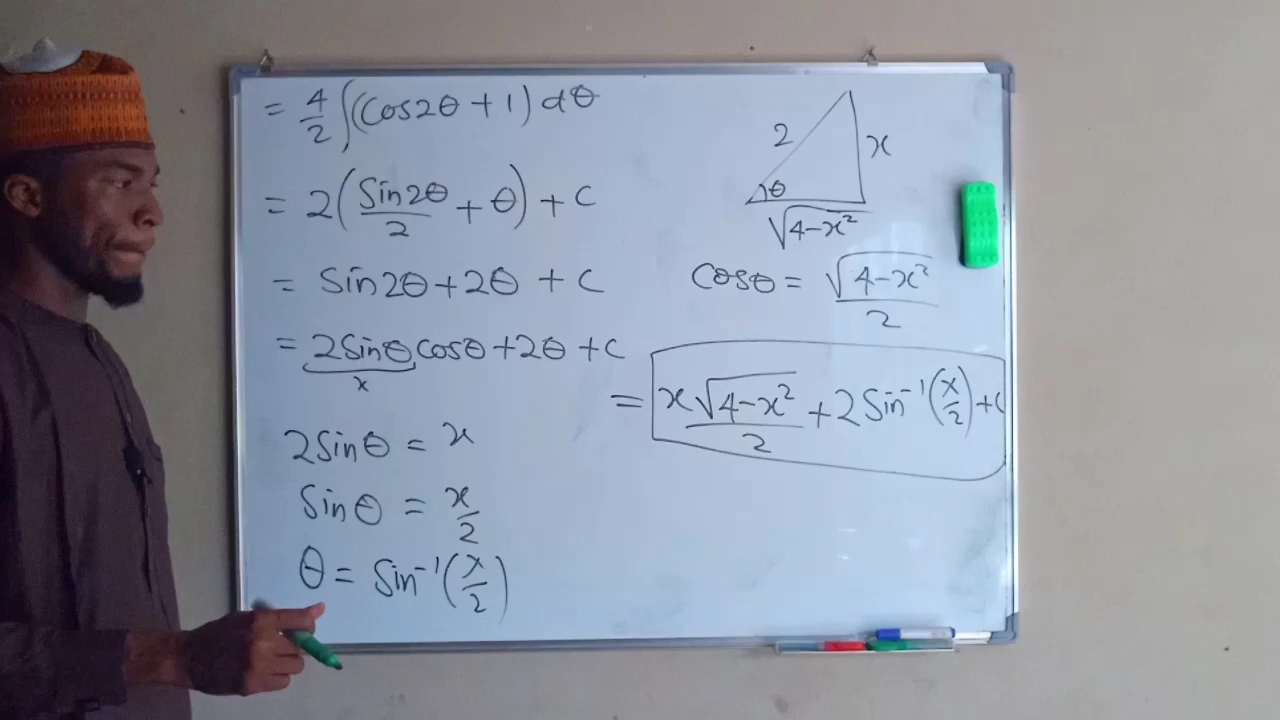 = 4/2 ∫(Cos2θ + 1) dθ
= 2(Sin2θ/2 + θ) + C
= Sin2θ + 2θ + C
= 2Sinθ cosθ + 2θ + C
x
2Sinθ = x
Sinθ = x/2
θ = Sin⁻¹(x/2)
2
x
θ
√4-x²
Cosθ = √4-x²/2
= x√4-x²/2 + 2Sin⁻¹(x/2) + C